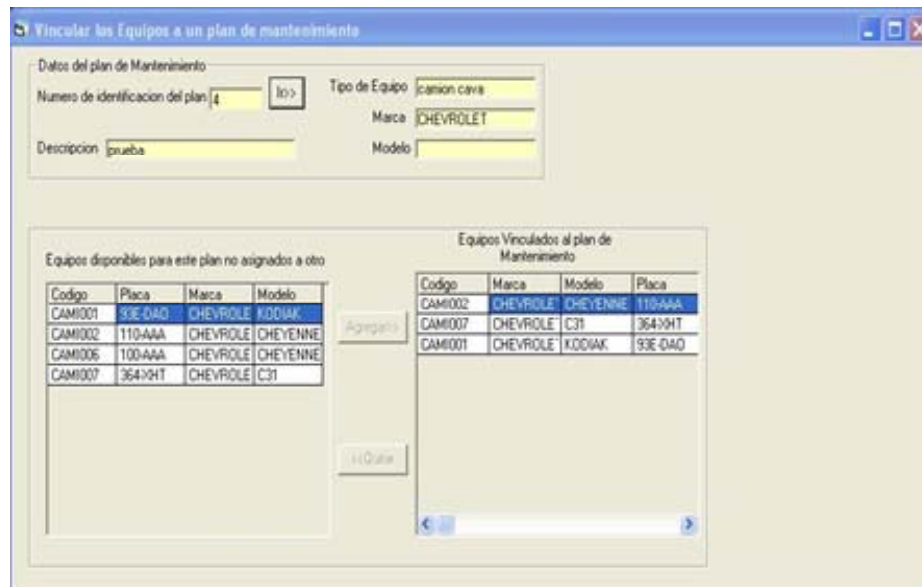 Vincular los Equipos a un plan de mantenimiento
Datos del plan de Mantenimiento
Numero de identificacion del plan 4 Ir>>
Tipo de Equipo camion cava
Marca CHEVROLET
Descripcion prueba
Modelo
Equipos disponibles para este plan no asignados a otro
Codigo Placa Marca Modelo
CAMI001 93E-DAO CHEVROLE KODIAK
CAMI002 110-AAA CHEVROLE CHEYENNE
CAMI006 100-AAA CHEVROLE CHEYENNE
CAMI007 364-XHT CHEVROLE C31
<<Quitar
Equipos Vinculados al plan de
Mantenimiento
Codigo Marca Modelo Placa
CAMI002 CHEVROLE CHEYENNE 110-AAA
CAMI007 CHEVROLE C31 364-XHT
CAMI001 CHEVROLE KODIAK 93E-DAO